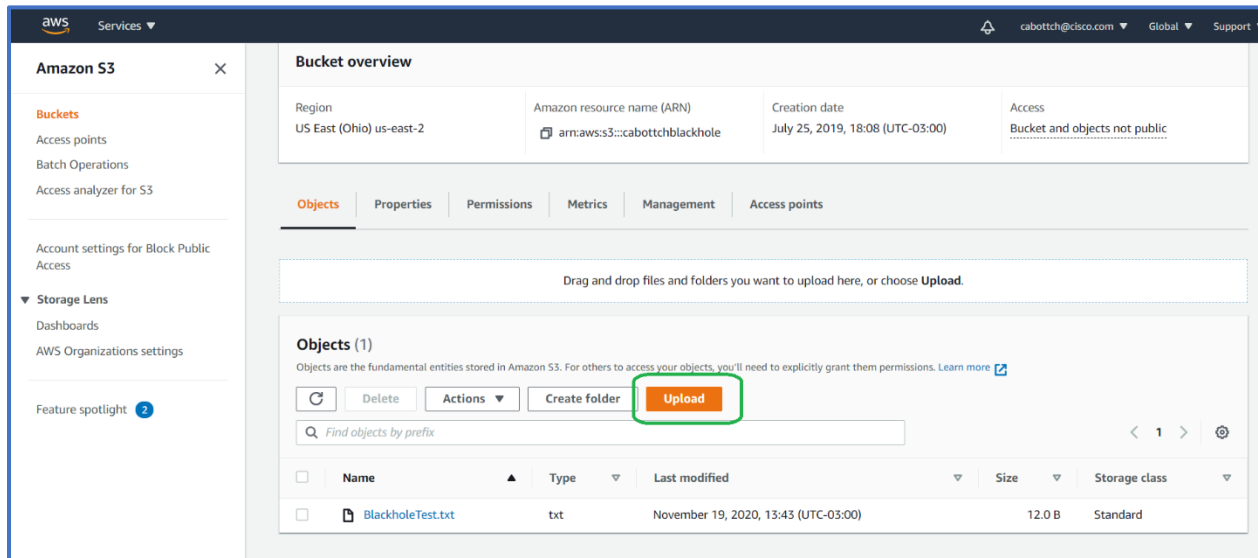 aws Services ▼ cabottch@cisco.com ▼ Global ▼ Support
Amazon S3
Buckets
Access points
Batch Operations
Access analyzer for S3
Account settings for Block Public
Access
▼ Storage Lens
Dashboards
AWS Organizations settings
Feature spotlight 2
Bucket overview
Region Amazon resource name (ARN) Creation date Access
US East (Ohio) us-east-2 arn:aws:s3:::cabottchblackhole July 25, 2019, 18:08 (UTC-03:00) Bucket and objects not public
Objects Properties Permissions Metrics Management Access points
Drag and drop files and folders you want to upload here, or choose Upload.
Objects (1)
Objects are the fundamental entities stored in Amazon S3. For others to access your objects, you'll need to explicitly grant them permissions. Learn more
Delete Actions ▼ Create folder Upload
Find objects by prefix < 1 >
Name ▲ Type ▽ Last modified ▽ Size ▽ Storage class ▽
BlackholeTest.txt txt November 19, 2020, 13:43 (UTC-03:00) 12.0 B Standard